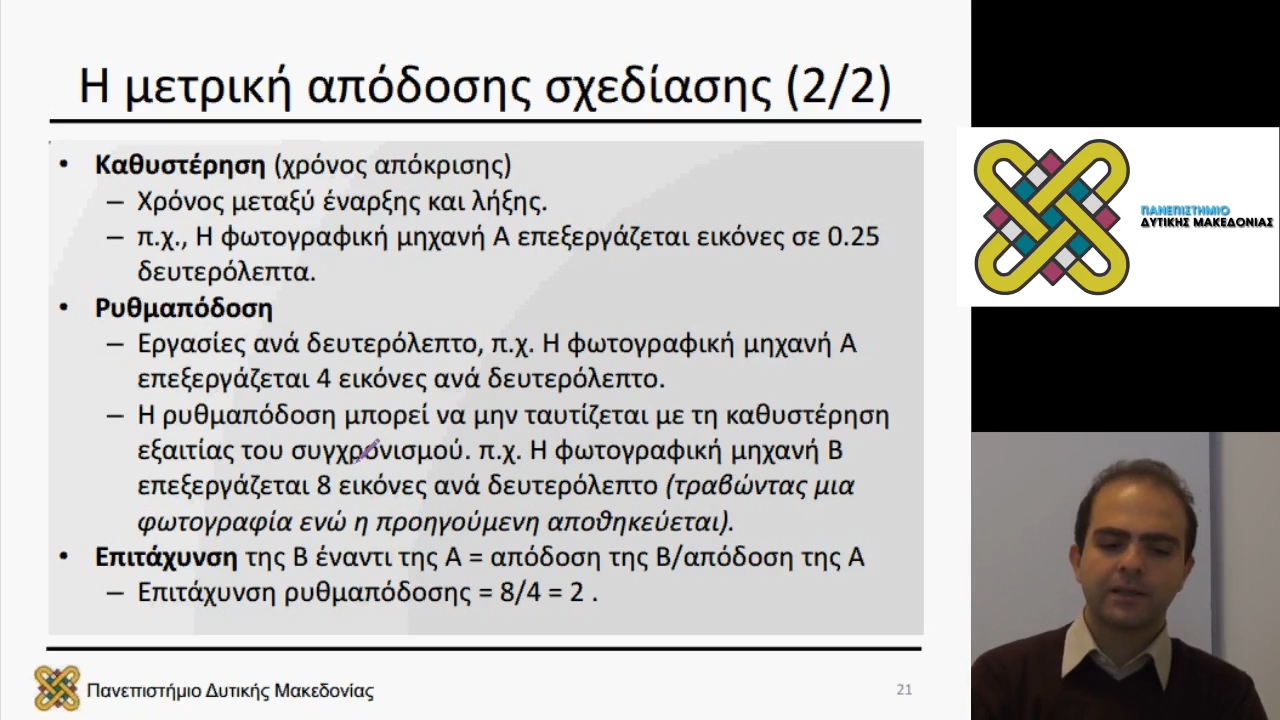 Η μετρική απόδοσης σχεδίασης (2/2)
• Καθυστέρηση (χρόνος απόκρισης)
– Χρόνος μεταξύ έναρξης και λήξης.
– π.χ., Η φωτογραφική μηχανή Α επεξεργάζεται εικόνες σε 0.25
δευτερόλεπτα.
• Ρυθμαπόδοση
– Εργασίες ανά δευτερόλεπτο, π.χ. Η φωτογραφική μηχανή Α
επεξεργάζεται 4 εικόνες ανά δευτερόλεπτο.
– Η ρυθμαπόδοση μπορεί να μην ταυτίζεται με τη καθυστέρηση
εξαιτίας του συγχρονισμού. π.χ. Η φωτογραφική μηχανή Β
επεξεργάζεται 8 εικόνες ανά δευτερόλεπτο (τραβώντας μια
φωτογραφία ενώ η προηγούμενη αποθηκεύεται).
• Επιτάχυνση της Β έναντι της Α = απόδοση της Β/απόδοση της Α
– Επιτάχυνση ρυθμαπόδοσης = 8/4 = 2 .
Πανεπιστήμιο Δυτικής Μακεδονίας
21
ΠΑΝΕΠΙΣΤΗΜΙΟ
ΔΥΤΙΚΗΣ ΜΑΚΕΔΟΝΙΑΣ